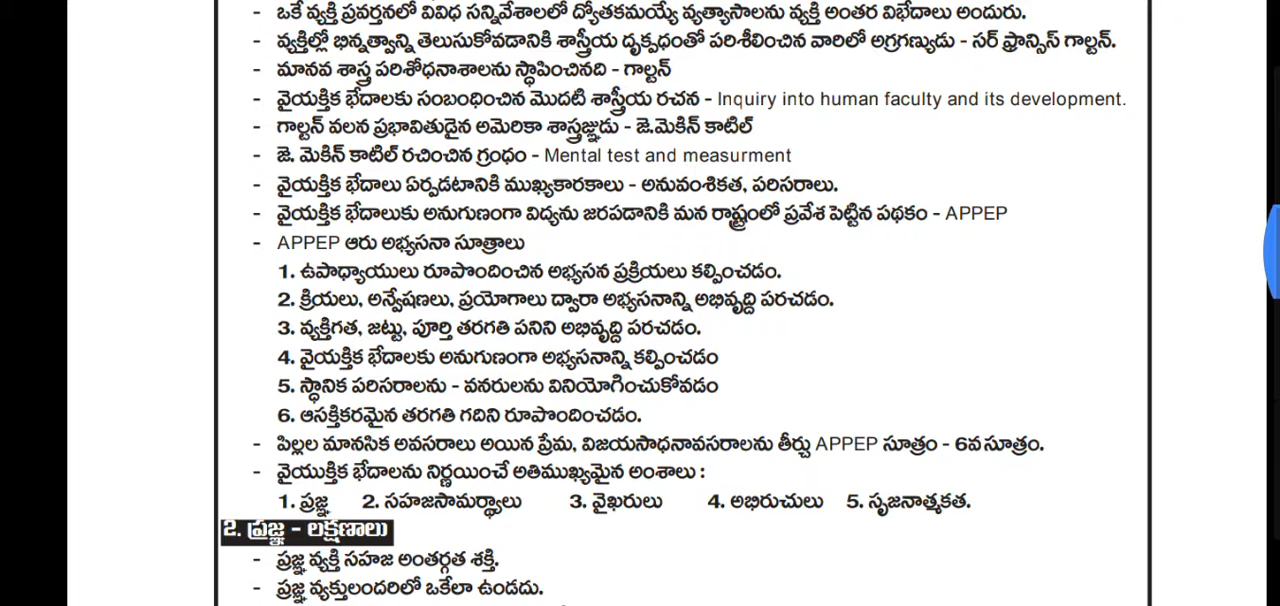 - ఒకే వ్యక్తి ప్రవర్తనలో వివిధ సన్నివేశాలలో ద్యోతకమయ్యే వ్యత్యాసాలను వ్యక్తి అంతర విభేదాలు అందురు.
- వ్యక్తిల్లో భిన్నత్వాన్ని తెలుసుకోవడానికి శాస్త్రీయ దృక్పధంతో పరిశీలించిన వారిలో అగ్రగణ్యుడు - సర్ ఫ్రాన్సిస్ గాల్టన్.
- మానవ శాస్త్ర పరిశోధనాశాలను స్థాపించినది - గాల్టన్
- వైయక్తిక భేదాలకు సంబంధించిన మొదటి శాస్త్రీయ రచన - Inquiry into human faculty and its development.
- గాల్టన్ వలన ప్రభావితుడైన అమెరికా శాస్త్రజ్ఞుడు - జె.మెకిన్ కాటిల్
- జె. మెకిన్ కాటిల్ రచించిన గ్రంధం - Mental test and measurment
- వైయక్తిక భేదాలు ఏర్పడటానికి ముఖ్యకారకాలు - అనువంశికత, పరిసరాలు.
- వైయక్తిక భేదాలుకు అనుగుణంగా విద్యను జరపడానికి మన రాష్ట్రంలో ప్రవేశ పెట్టిన పథకం - APPEP
- APPEP ఆరు అభ్యసనా సూత్రాలు
1. ఉపాధ్యాయులు రూపొందించిన అభ్యసన ప్రక్రియలు కల్పించడం.
2. క్రియలు, అన్వేషణలు, ప్రయోగాలు ద్వారా అభ్యసనాన్ని అభివృద్ది పరచడం.
3. వ్యక్తిగత, జట్టు, పూర్తి తరగతి పనిని అభివృద్ది పరచడం.
4. వైయక్తిక భేదాలకు అనుగుణంగా అభ్యసనాన్ని కల్పించడం
5. స్థానిక పరిసరాలను - వనరులను వినియోగించుకోవడం
6. ఆసక్తికరమైన తరగతి గదిని రూపొందించడం.
- పిల్లల మానసిక అవసరాలు అయిన ప్రేమ, విజయసాధనావసరాలను తీర్చు APPEP సూత్రం - 6వ సూత్రం.
- వైయుక్తిక భేదాలను నిర్ణయించే అతిముఖ్యమైన అంశాలు :
1. ప్రజ్ఞ 2. సహజసామర్థ్యాలు 3. వైఖరులు 4. అభిరుచులు 5. సృజనాత్మకత.
2. ప్రజ్ఞ - లక్షణాలు
- ప్రజ్ఞ వ్యక్తి సహజ అంతర్గత శక్తి.
- ప్రజ్ఞ వ్యక్తులందరిలో ఒకేలా ఉండదు.